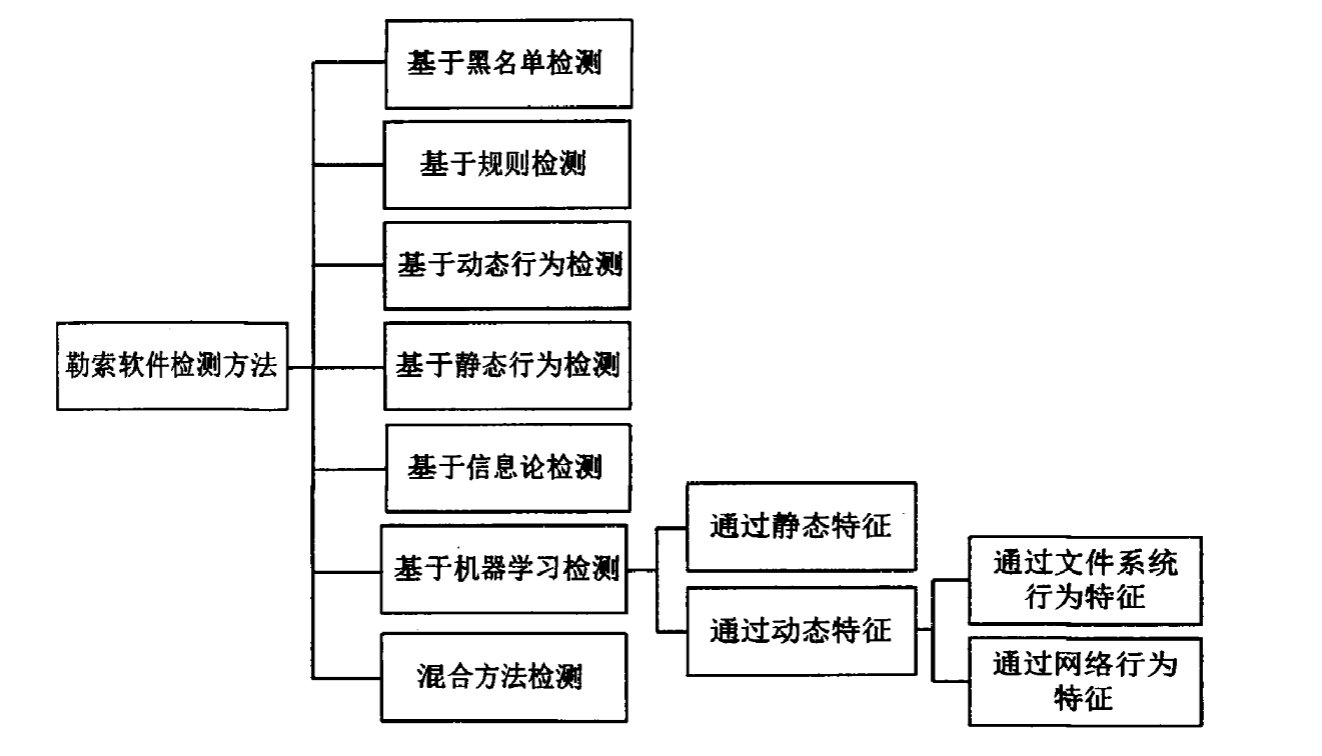 基于黑名单检测
基于规则检测
基于动态行为检测
勒索软件检测方法
基于静态行为检测
基于信息论检测
基于机器学习检测
通过静态特征
通过动态特征
通过文件系统
行为特征
通过网络行为
特征
混合方法检测